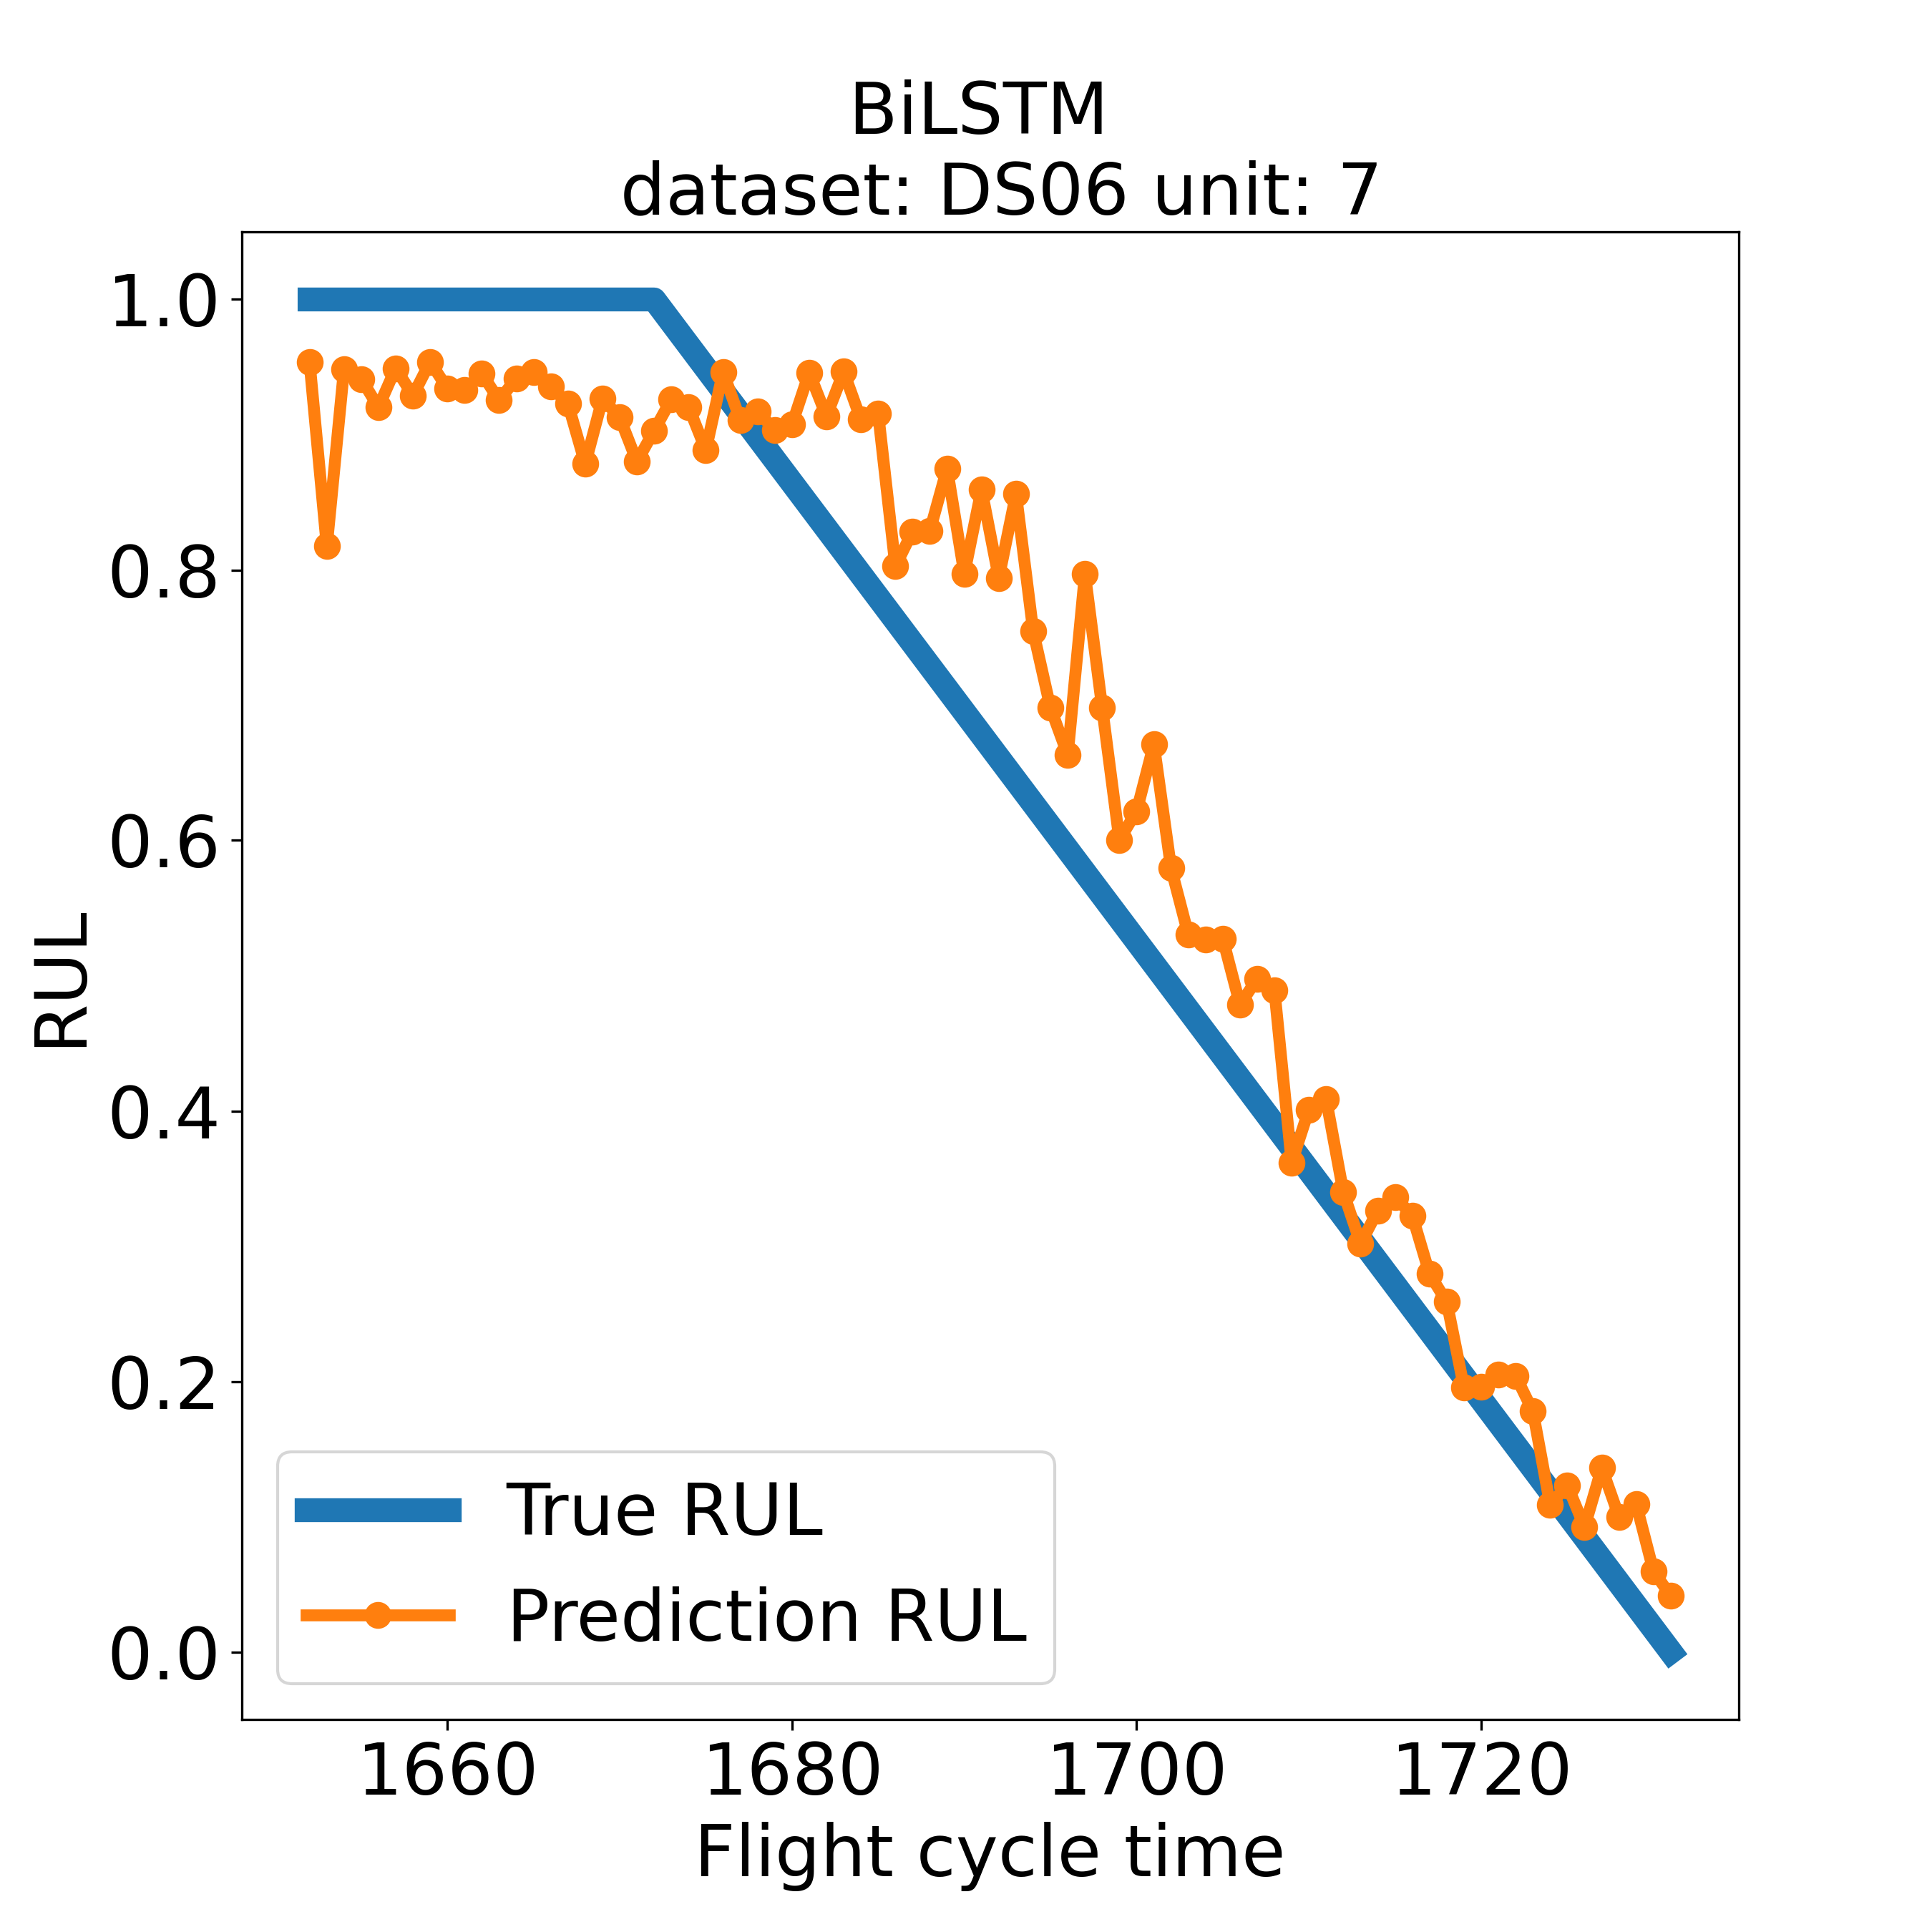 BiLSTM
dataset: DS06 unit: 7
1.0
0.8
0.6
0.4
0.2
0.0
RUL
True RUL
Prediction RUL
1660 1680 1700 1720
Flight cycle time